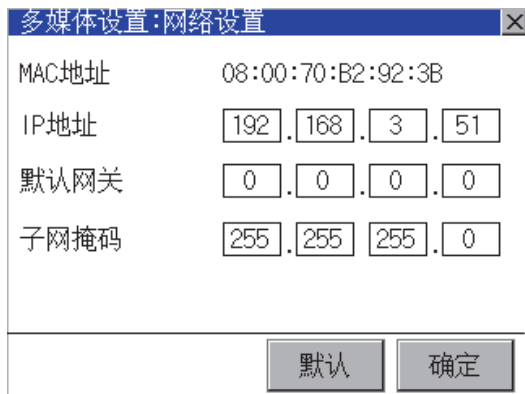 多媒体设置:网络设置 ×
MAC地址 08:00:70:B2:92:3B
IP地址 192.168.3.51
默认网关 0.0.0.0
子网掩码 255.255 255.0
默认 确定